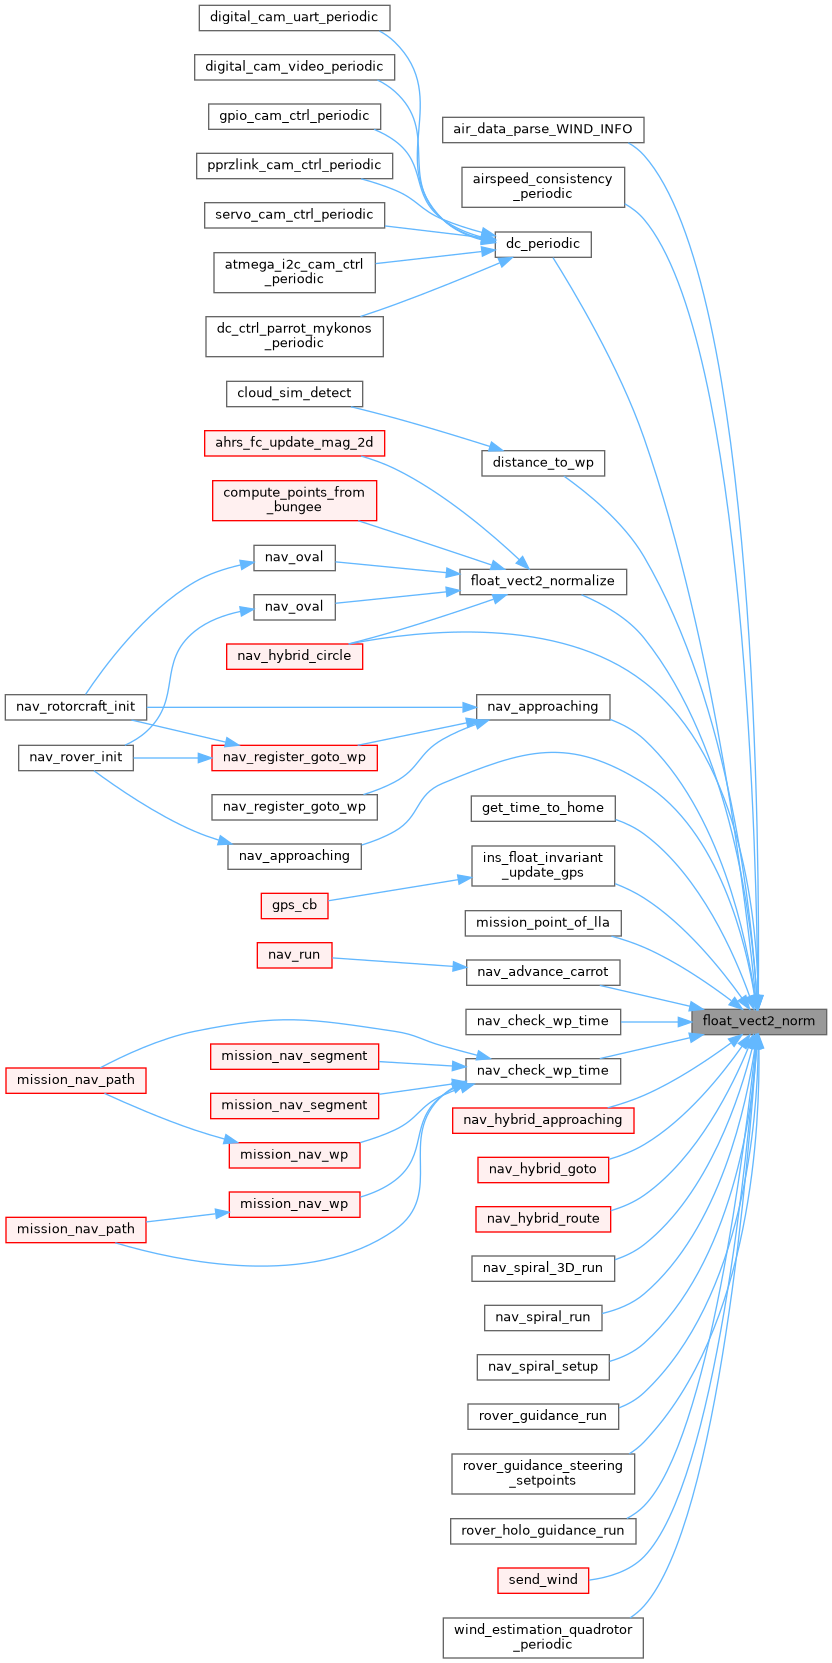 digital_cam_uart_periodic
digital_cam_video_periodic
gpio_cam_ctrl_periodic
air_data_parse_WIND_INFO
pprzlink_cam_ctrl_periodic
airspeed_consistency
_periodic
servo_cam_ctrl_periodic
dc_periodic
atmega_i2c_cam_ctrl
_periodic
dc_ctrl_parrot_mykonos
_periodic
cloud_sim_detect
ahrs_fc_update_mag_2d
distance_to_wp
compute_points_from
_bungee
nav_oval
float_vect2_normalize
nav_oval
nav_hybrid_circle
nav_rotorcraft_init
nav_approaching
nav_rover_init
nav_register_goto_wp
nav_register_goto_wp
get_time_to_home
nav_approaching
ins_float_invariant
_update_gps
gps_cb
mission_point_of_lla
nav_run
nav_advance_carrot
nav_check_wp_time
float_vect2_norm
mission_nav_segment
nav_check_wp_time
mission_nav_path
mission_nav_segment
nav_hybrid_approaching
mission_nav_wp
nav_hybrid_goto
mission_nav_wp
nav_hybrid_route
mission_nav_path
nav_spiral_3D_run
nav_spiral_run
nav_spiral_setup
rover_guidance_run
rover_guidance_steering
_setpoints
rover_holo_guidance_run
send_wind
wind_estimation_quadrotor
_periodic